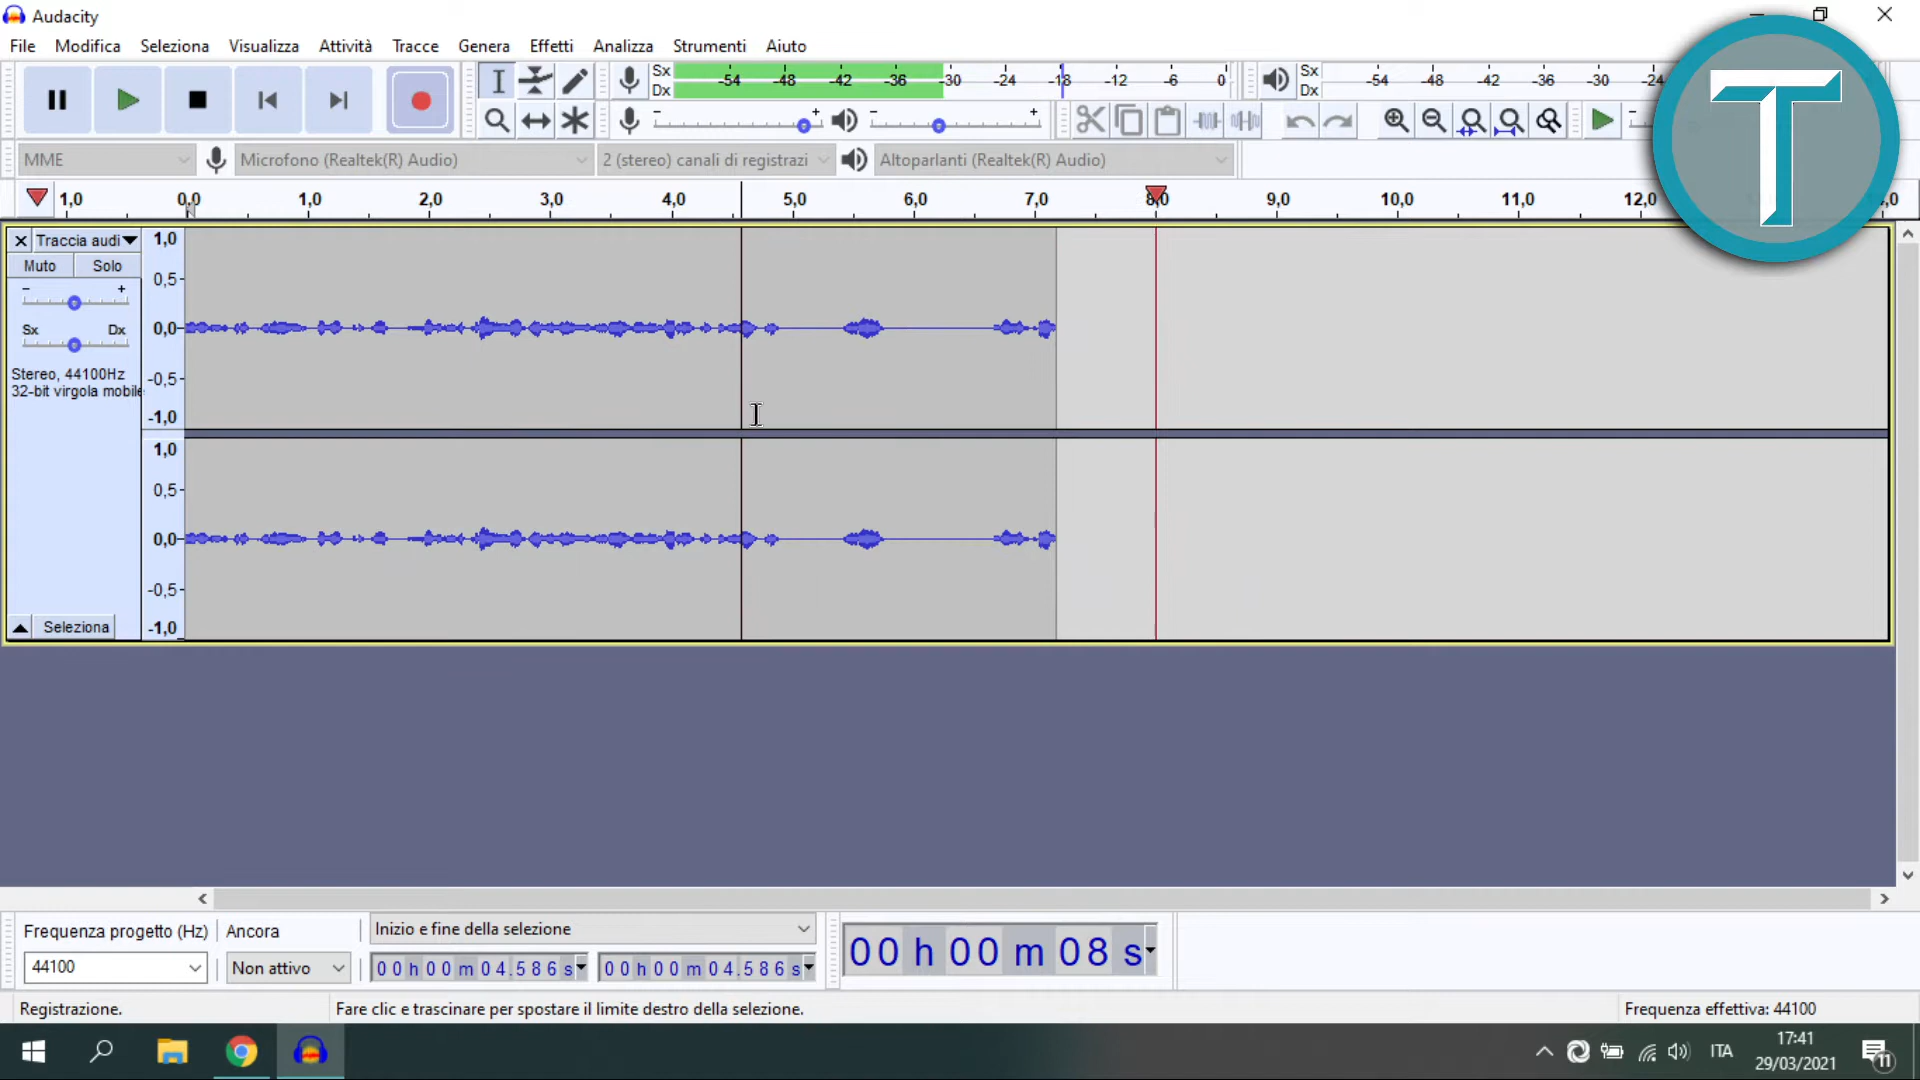 Audacity
File Modifica Seleziona Visualizza Attività Tracce Genera Effetti Analizza Strumenti Aiuto
Sx -54 -48 -42 -36 -30 -24 -18 -12 -6 0 Sx -54 -48 -42 -36 -30 -24
Dx Dx
- + - +
MME Microfono (Realtek(R) Audio) 2 (stereo) canali di registrazi Altoparlanti (Realtek(R) Audio)
1,0 0,0 1,0 2,0 3,0 4,0 5,0 6,0 7,0 8,0 9,0 10,0 11,0 12,0
T
Traccia audi 1,0
Muto Solo
0,5
- +
Sx Dx 0,0
Stereo, 44100Hz
32-bit virgola mobile
-0,5
-1,0
1,0
0,5
0,0
-0,5
Seleziona -1,0
Frequenza progetto (Hz) Ancora Inizio e fine della selezione
44100 Non attivo 00 h 00 m 04.586 s 00 h 00 m 04.586 s
00 h 00 m 08 s
Registrazione. Fare clic e trascinare per spostare il limite destro della selezione. Frequenza effettiva: 44100
ITA 17:41
29/03/2021
11